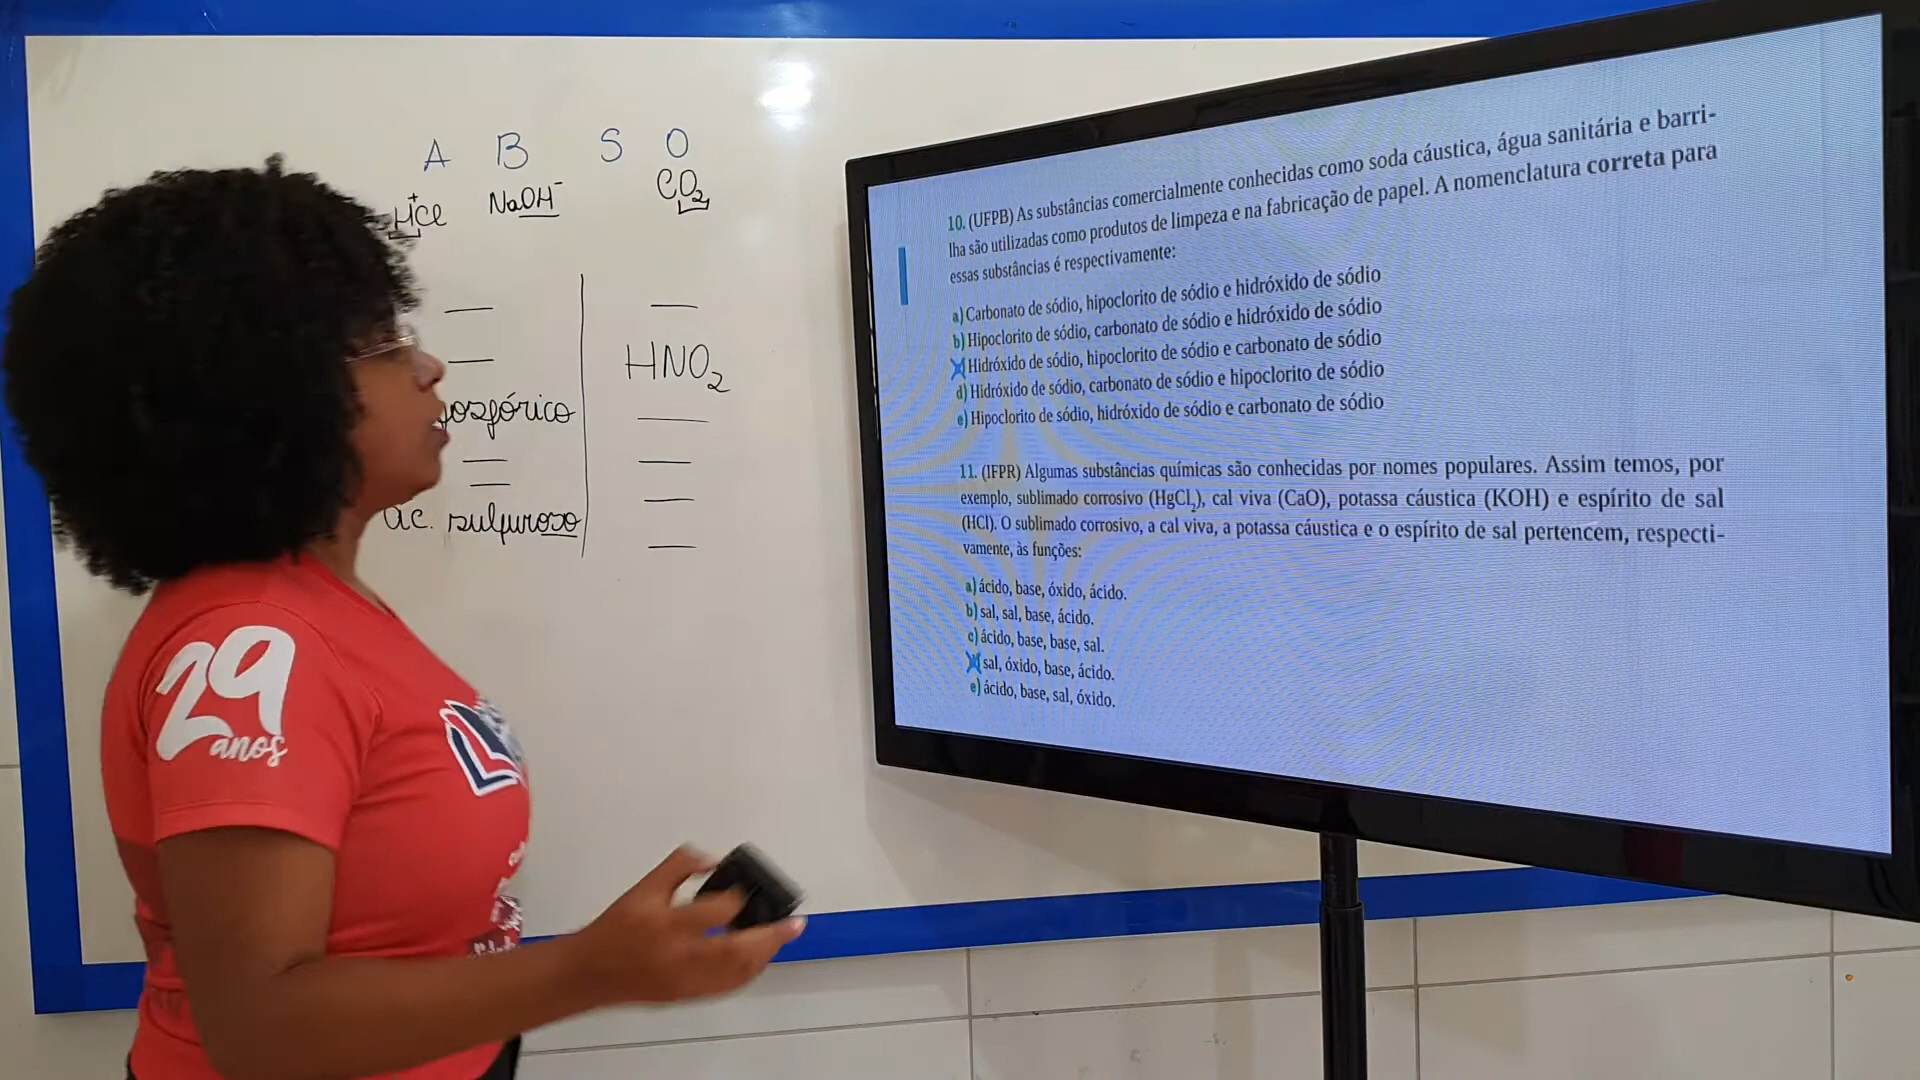 A B S O
HCl NaOH⁻ CO₂
HNO₂
fosfórico
ác. sulfuroso
29
anos
10. (UFPB) As substâncias comercialmente conhecidas como soda cáustica, água sanitária e barri-
lha são utilizadas como produtos de limpeza e na fabricação de papel. A nomenclatura correta para
essas substâncias é respectivamente:
a) Carbonato de sódio, hipoclorito de sódio e hidróxido de sódio
b) Hipoclorito de sódio, carbonato de sódio e hidróxido de sódio
Hidróxido de sódio, hipoclorito de sódio e carbonato de sódio
d) Hidróxido de sódio, carbonato de sódio e hipoclorito de sódio
e) Hipoclorito de sódio, hidróxido de sódio e carbonato de sódio
11. (IFPR) Algumas substâncias químicas são conhecidas por nomes populares. Assim temos, por
exemplo, sublimado corrosivo (HgCl₂), cal viva (CaO), potassa cáustica (KOH) e espírito de sal
(HCl). O sublimado corrosivo, a cal viva, a potassa cáustica e o espírito de sal pertencem, respecti-
vamente, às funções:
a) ácido, base, óxido, ácido.
b) sal, sal, base, ácido.
c) ácido, base, base, sal.
sal, óxido, base, ácido.
e) ácido, base, sal, óxido.